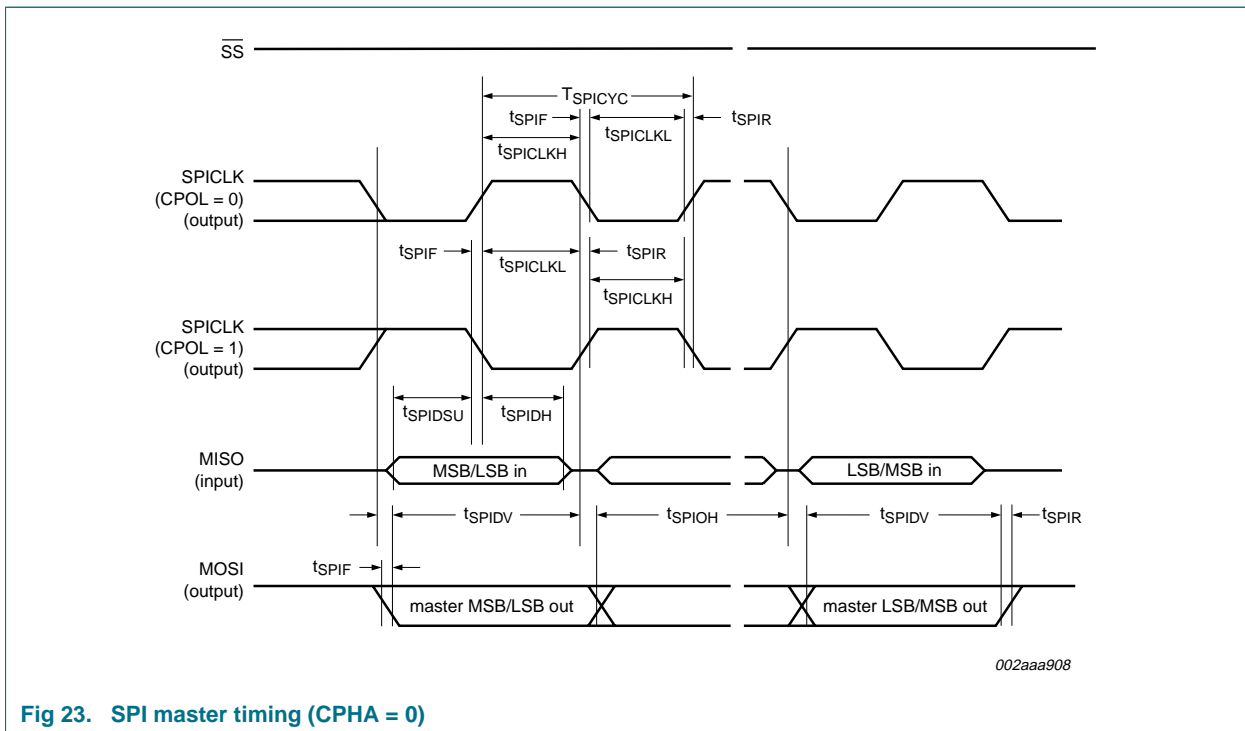 SS
TSPICYC
tSPIF
tSPICLKL
tSPIR
tSPICLKH
SPICLK
(CPOL = 0)
(output)
tSPIF
tSPICLKL
tSPIR
tSPICLKH
SPICLK
(CPOL = 1)
(output)
tSPIDSU
tSPIDH
MISO
(input)
MSB/LSB in
LSB/MSB in
tSPIDV
tSPIOH
tSPIDV
tSPIR
tSPIF
MOSI
(output)
master MSB/LSB out
master LSB/MSB out
002aaa908
Fig 23. SPI master timing (CPHA = 0)